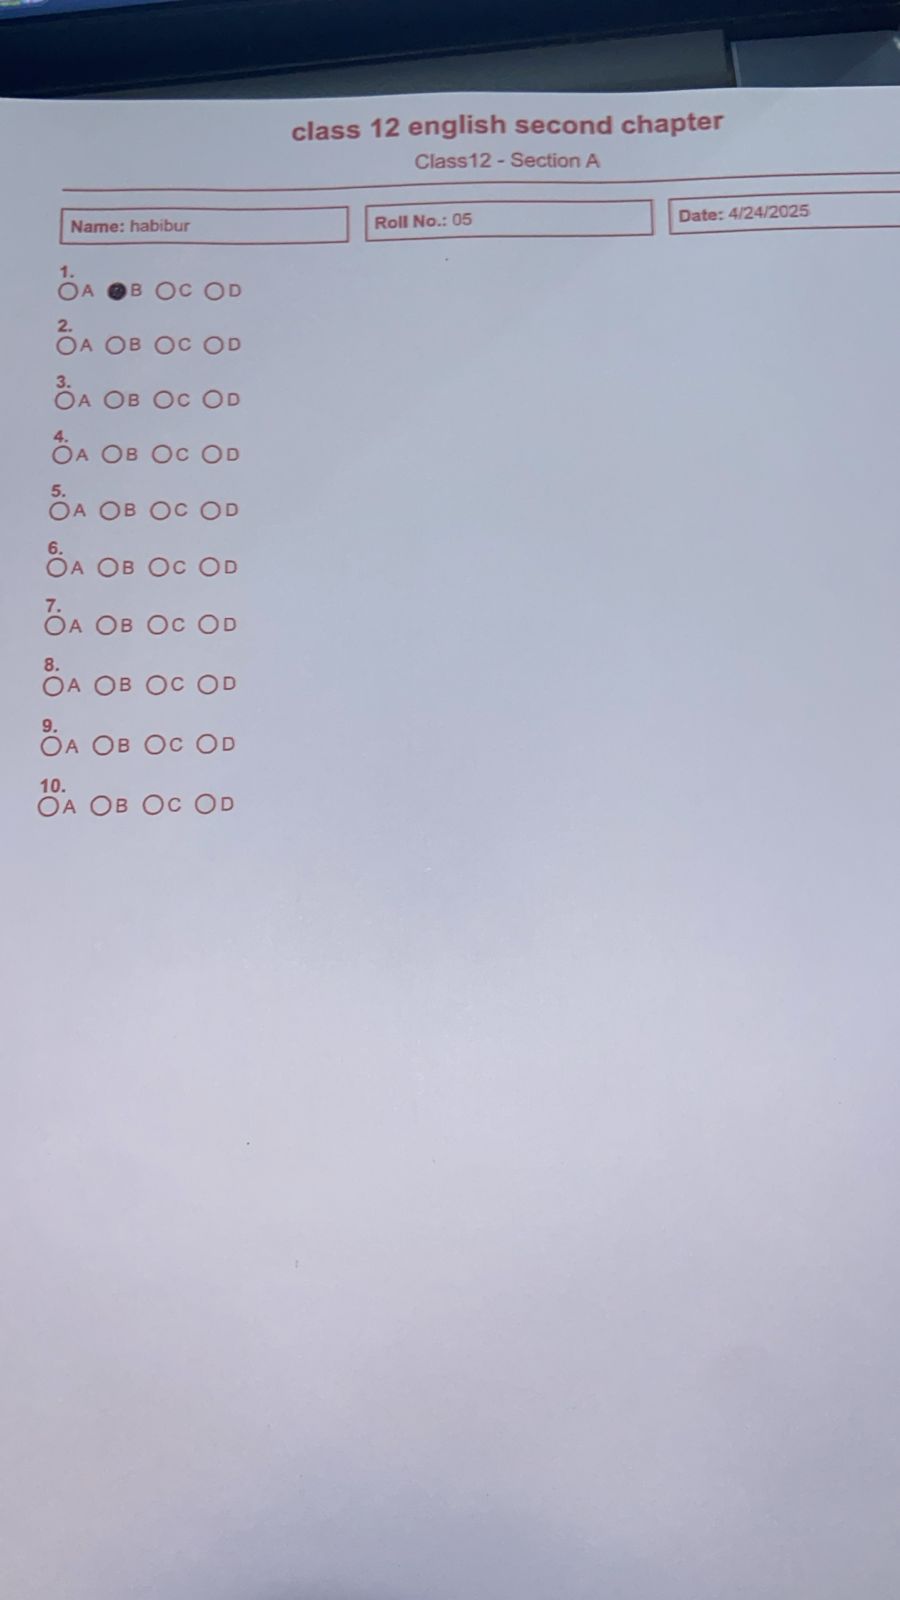 class 12 english second chapter
Class12 - Section A
Name: habibur Roll No.: 05 Date: 4/24/2025
1.
A B C D
2.
A B C D
3.
A B C D
4.
A B C D
5.
A B C D
6.
A B C D
7.
A B C D
8.
A B C D
9.
A B C D
10.
A B C D